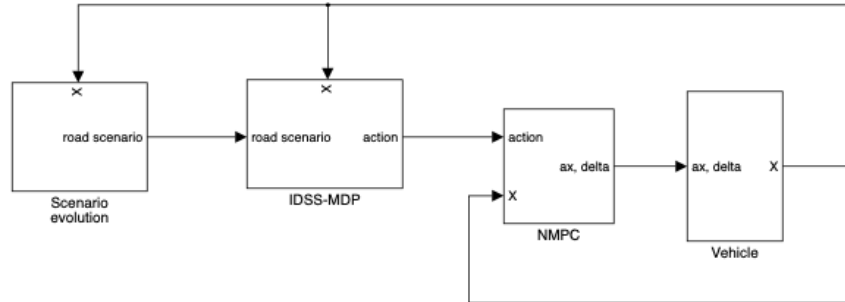 X
road scenario
Scenario
evolution
X
road scenario
action
IDSS-MDP
action
ax, delta
X
NMPC
ax, delta
X
Vehicle